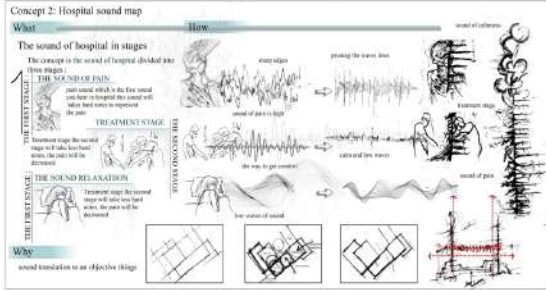 Concept 2: Hospital sound map
What
The sound of hospital in stages
The concept is the sound of hospital divided into
three stages :
THE FIRST STAGE
THE SOUND OF PAIN
pain sound which is the first sound
you hear in hospital this sound will
takes hard notes to represent
the pain
THE SECOND STAGE
TREATMENT STAGE
Treatment stage the second
stage will take less hard
notes, the pain will be
decreased
THE FIRST STAGE
THE SOUND RELAXATION
Treatment stage the second
stage will take less hard
notes, the pain will be
decreased
Why
sound translation to an objective things
How
sharp edges
sound of pain is high
the way to get comfort
low waves of sound
pruning the waves lines
calm and low waves
sound of calmness
treatment stage
sound of pain